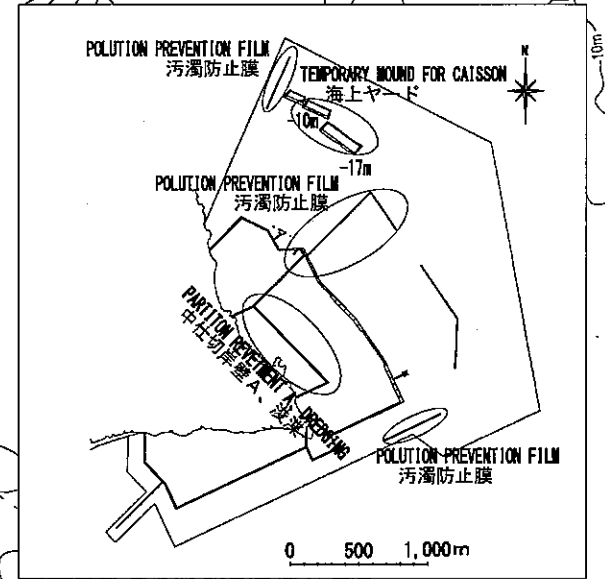 POLUTION PREVENTION FILM
汚濁防止膜
N
-10m
TEMPORARY MOUND FOR CAISSON
海上ヤード
-10m
-17m
POLUTION PREVENTION FILM
汚濁防止膜
PARTITON REVETMENT A, DREDGING
中仕切岸壁A、浚渫
POLUTION PREVENTION FILM
汚濁防止膜
0 500 1,000m